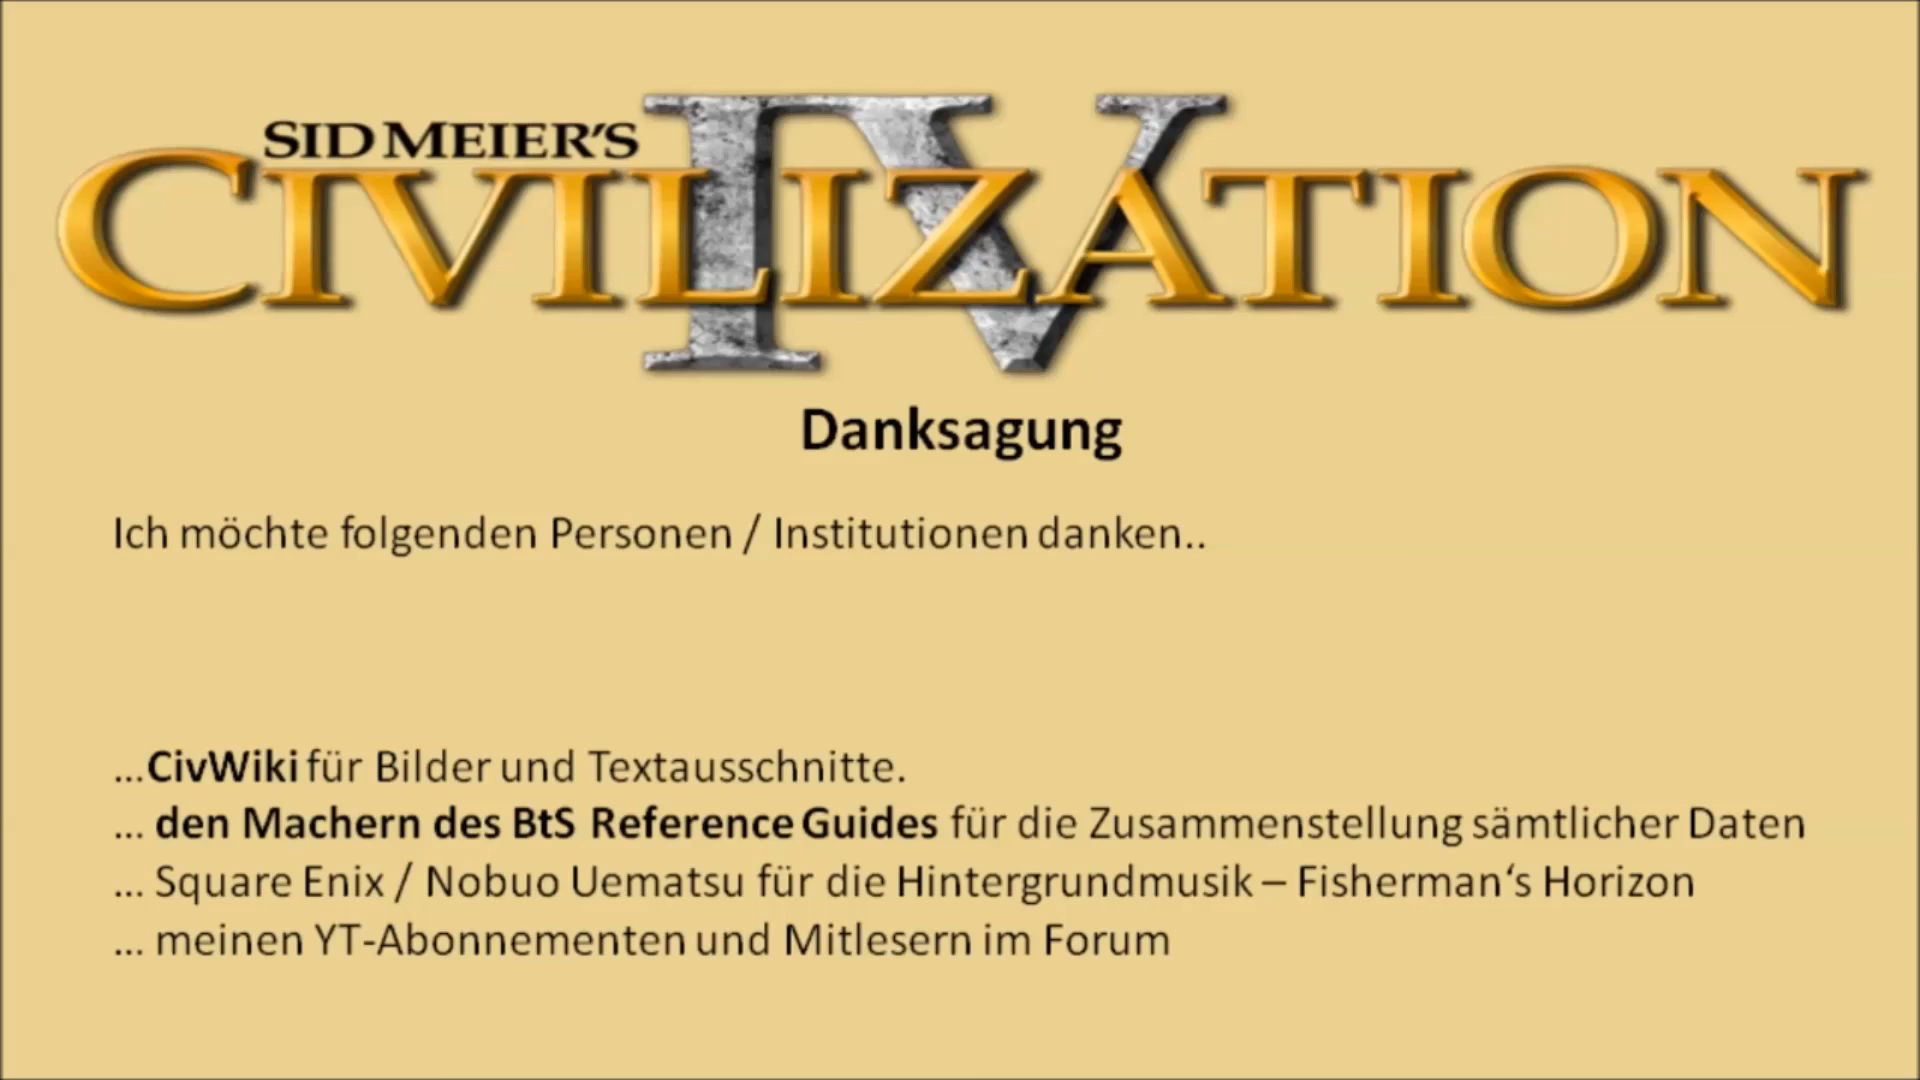 SID MEIER'S
CIVILIZATION
IV
Danksagung
Ich möchte folgenden Personen / Institutionen danken..
...CivWiki für Bilder und Textausschnitte.
... den Machern des BtS Reference Guides für die Zusammenstellung sämtlicher Daten
... Square Enix / Nobuo Uematsu für die Hintergrundmusik – Fisherman‘s Horizon
... meinen YT-Abonnementen und Mitlesern im Forum